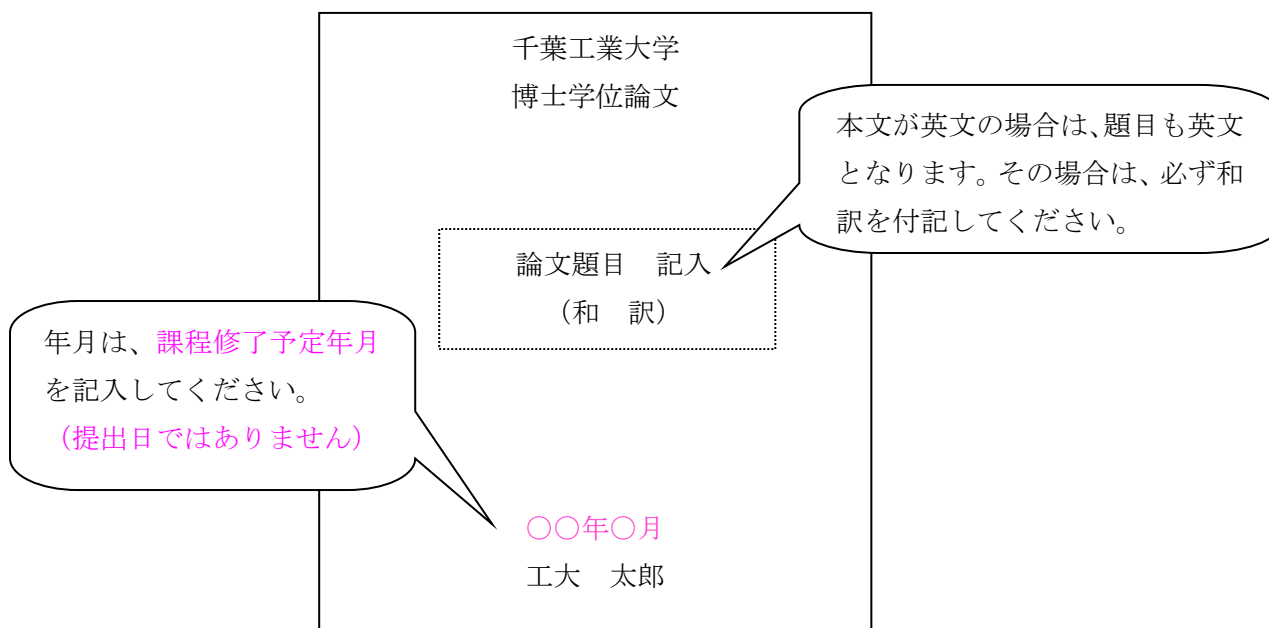 千葉工業大学
博士学位論文
本文が英文の場合は、題目も英文
となります。その場合は、必ず和
訳を付記してください。
論文題目　記入
（和　訳）
年月は、課程修了予定年月
を記入してください。
（提出日ではありません）
○○年○月
工大　太郎